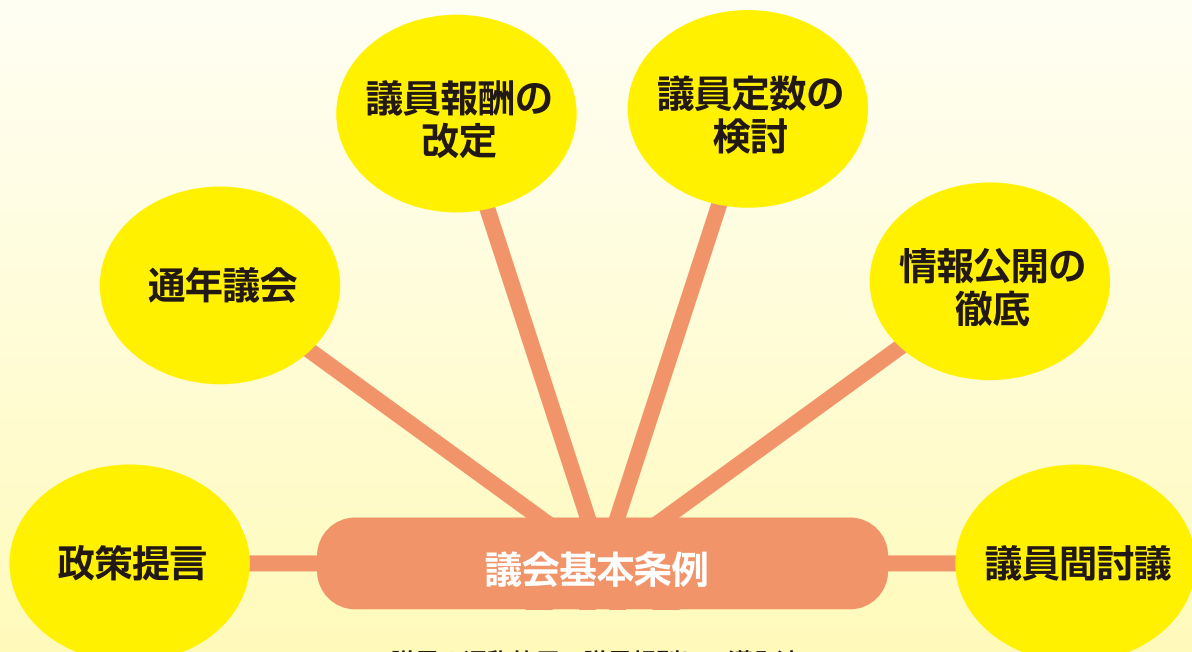 議員報酬の
改定
議員定数の
検討
通年議会
情報公開の
徹底
政策提言
議会基本条例
議員間討議